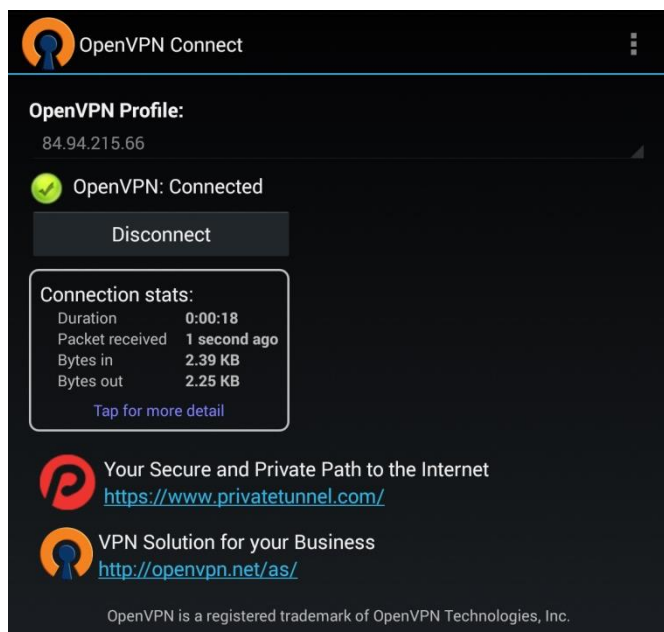 OpenVPN Connect
OpenVPN Profile:
84.94.215.66
OpenVPN: Connected
Disconnect
Connection stats:
Duration 0:00:18
Packet received 1 second ago
Bytes in 2.39 KB
Bytes out 2.25 KB
Tap for more detail
Your Secure and Private Path to the Internet
https://www.privatetunnel.com/
VPN Solution for your Business
http://openvpn.net/as/
OpenVPN is a registered trademark of OpenVPN Technologies, Inc.